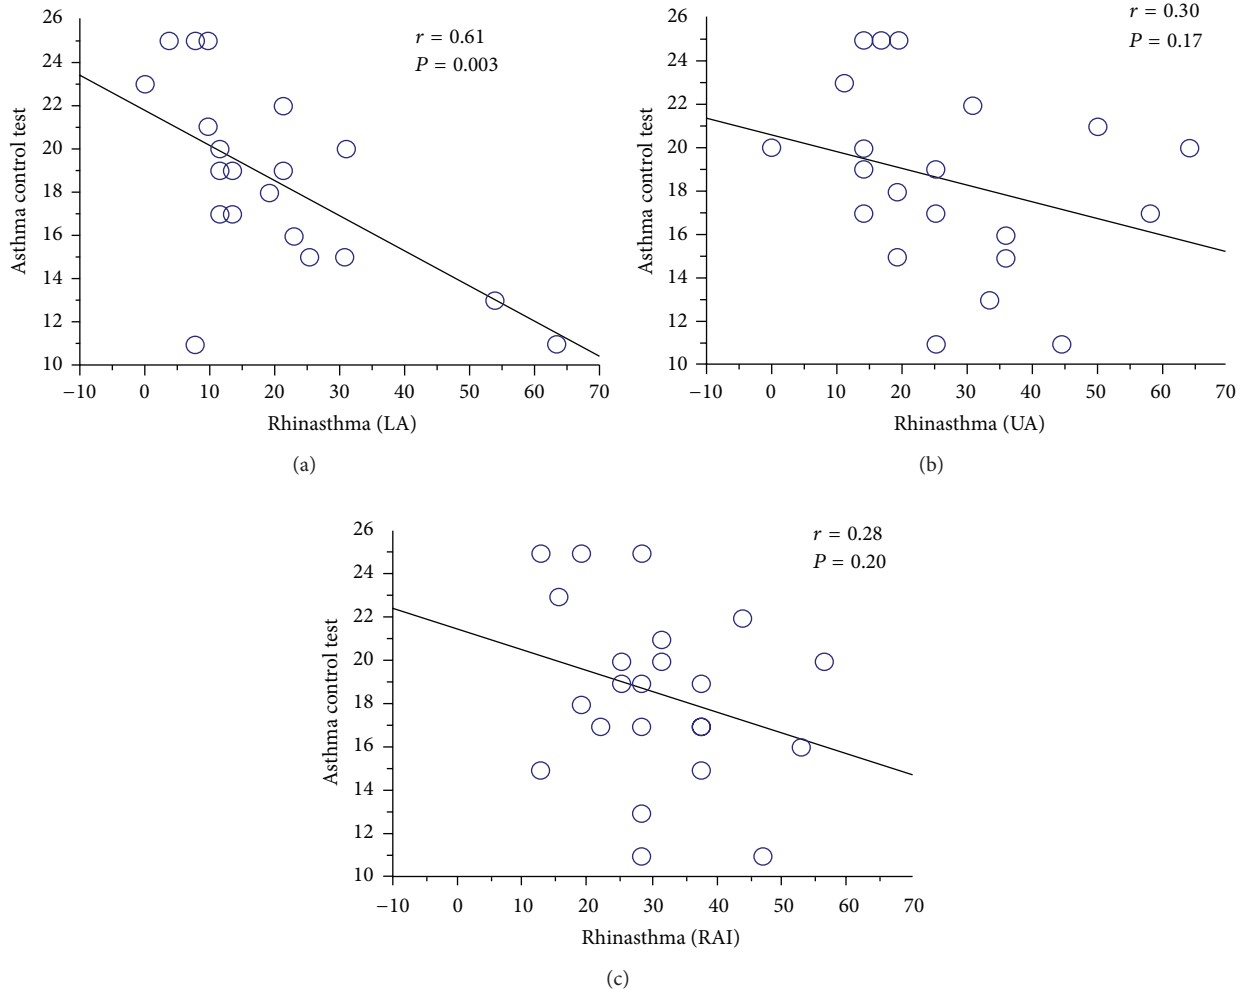 26
24
22
20
18
16
14
12
10
Asthma control test
r = 0.61
P = 0.003
−10 0 10 20 30 40 50 60 70
Rhinasthma (LA)
(a)
26
24
22
20
18
16
14
12
10
Asthma control test
r = 0.30
P = 0.17
−10 0 10 20 30 40 50 60 70
Rhinasthma (UA)
(b)
26
24
22
20
18
16
14
12
10
Asthma control test
r = 0.28
P = 0.20
−10 0 10 20 30 40 50 60 70
Rhinasthma (RAI)
(c)